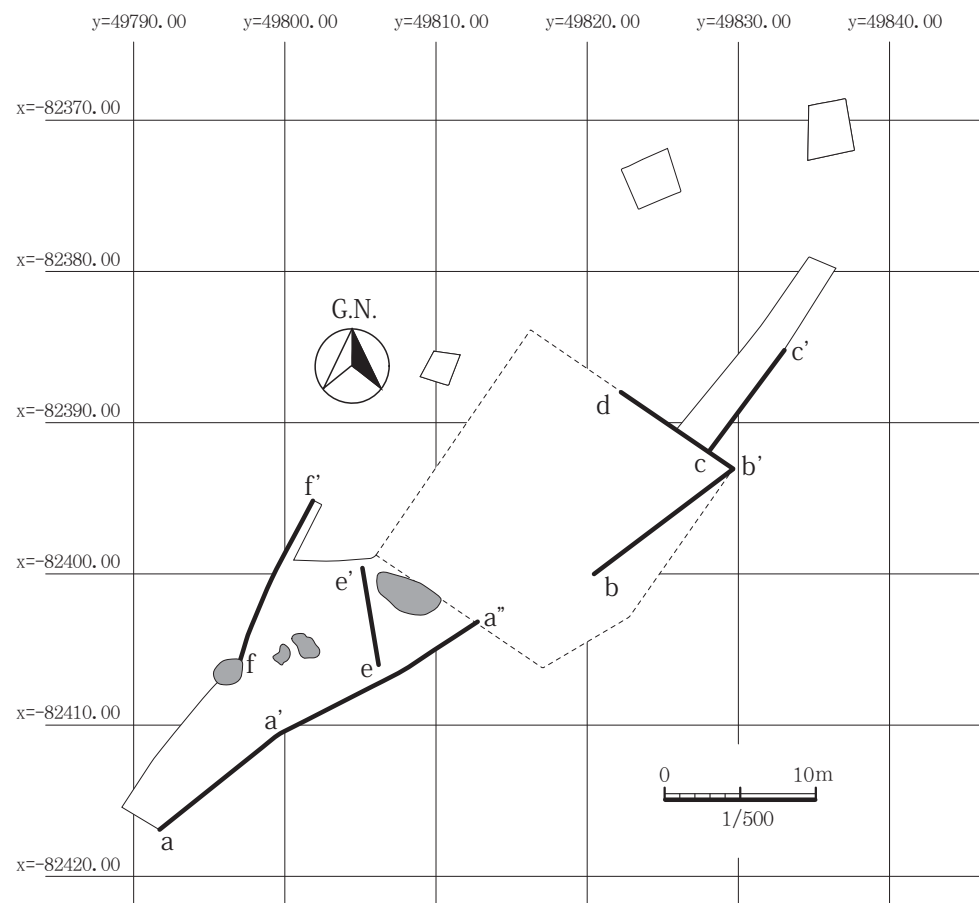 y=49790.00 y=49800.00 y=49810.00 y=49820.00 y=49830.00 y=49840.00
x=-82370.00
x=-82380.00
G.N.
c'
x=-82390.00
d
c b'
f'
x=-82400.00
e'
b
a"
f e
x=-82410.00
a'
0 10m
1/500
a
x=-82420.00